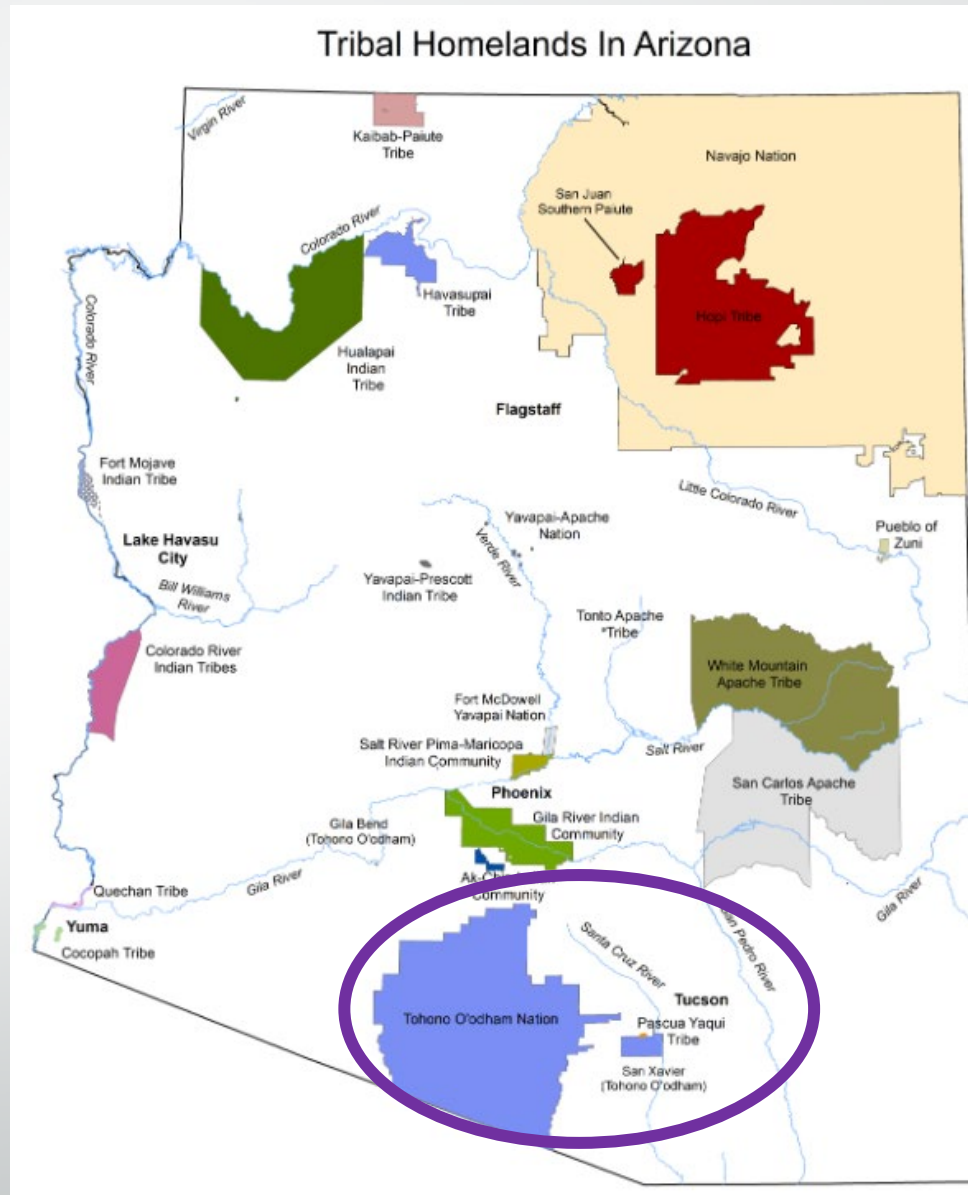 Tribal Homelands In Arizona
Virgin River
Kaibab-Paiute
Tribe
Navajo Nation
San Juan
Southern Paiute
Colorado River
Havasupai
Tribe
Hopi Tribe
Colorado River
Hualapai
Indian
Tribe
Flagstaff
Fort Mojave
Indian Tribe
Little Colorado River
Lake Havasu
City
Yavapai-Apache
Nation
Verde River
Pueblo of
Zuni
Bill Williams
River
Yavapai-Prescott
Indian Tribe
Tonto Apache
Tribe
Colorado River
Indian Tribes
White Mountain
Apache Tribe
Fort McDowell
Yavapai Nation
Salt River Pima-Maricopa
Indian Community
Salt River
San Carlos Apache
Tribe
Phoenix
Gila Bend
(Tohono O'odham)
Gila River Indian
Community
Gila River
Community
Quechan Tribe
Gila River
Yuma
Cocopah Tribe
Santa Cruz River
San Pedro River
Tucson
Tohono O'odham Nation
Pascua Yaqui
Tribe
San Xavier
(Tohono O'odham)